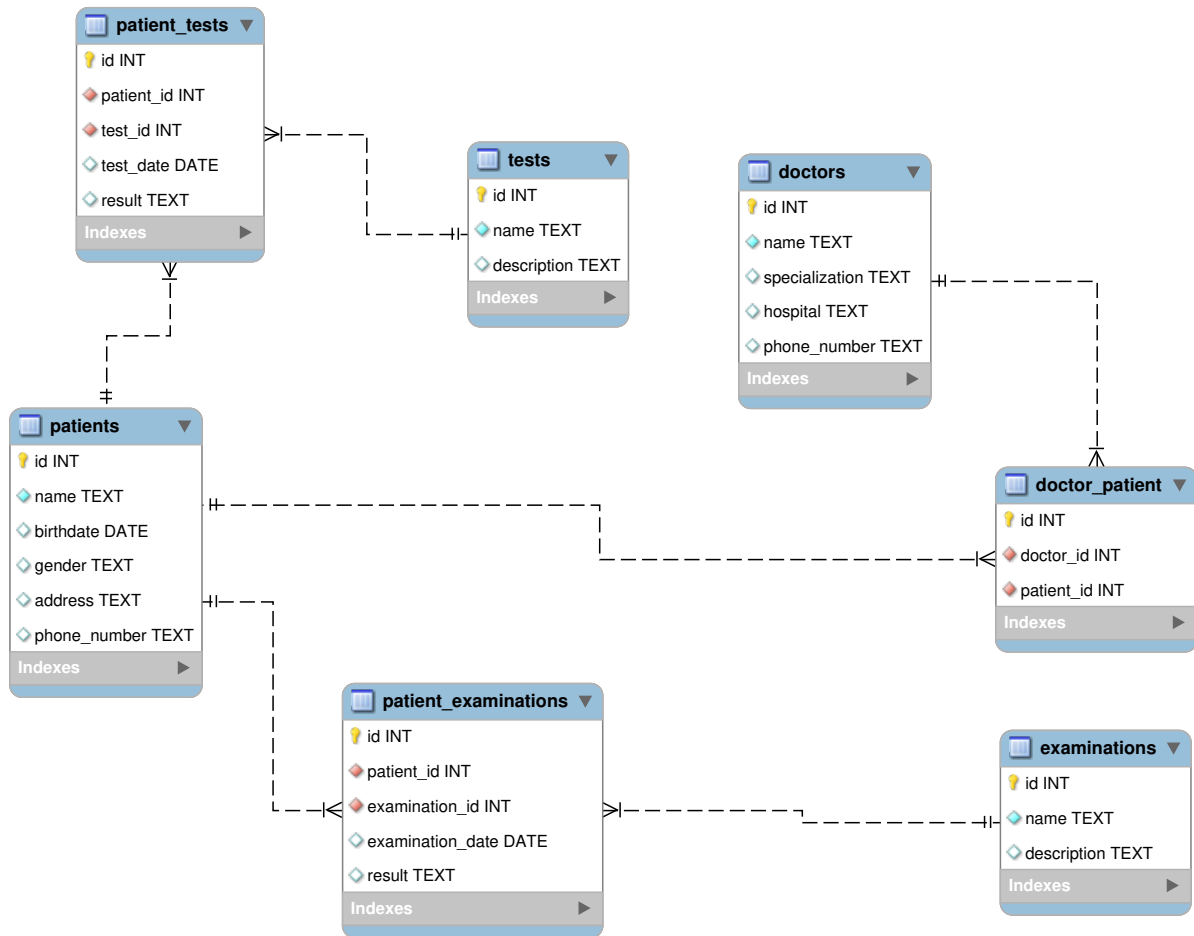 patient_tests
id INT
patient_id INT
test_id INT
test_date DATE
result TEXT
Indexes
tests
id INT
name TEXT
description TEXT
Indexes
doctors
id INT
name TEXT
specialization TEXT
hospital TEXT
phone_number TEXT
Indexes
patients
id INT
name TEXT
birthdate DATE
gender TEXT
address TEXT
phone_number TEXT
Indexes
doctor_patient
id INT
doctor_id INT
patient_id INT
Indexes
patient_examinations
id INT
patient_id INT
examination_id INT
examination_date DATE
result TEXT
Indexes
examinations
id INT
name TEXT
description TEXT
Indexes